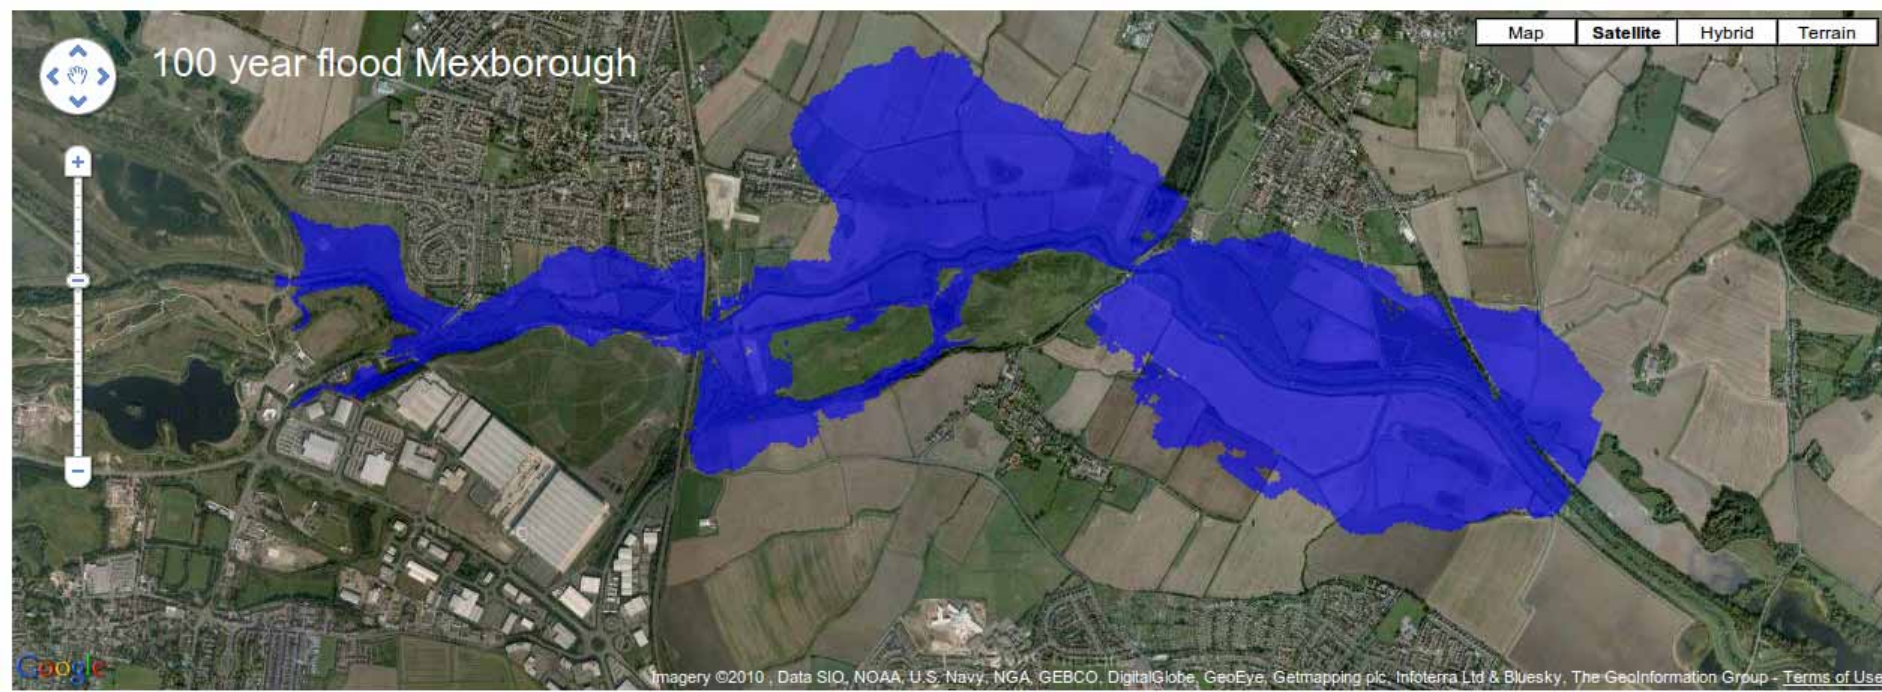 100 year flood Mexborough
Map Satellite Hybrid Terrain
Google
Imagery ©2010 , Data SIO, NOAA, U.S. Navy, NGA, GEBCO, DigitalGlobe, GeoEye, Getmapping plc, Infoterra Ltd & Bluesky, The GeoInformation Group - Terms of Use